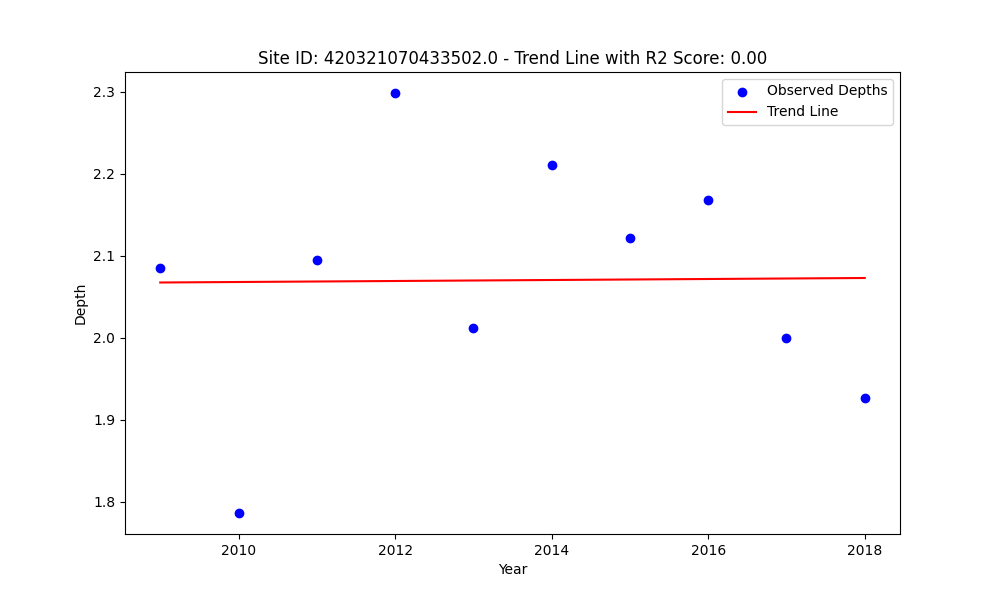 Site ID: 420321070433502.0 - Trend Line with R2 Score: 0.00
Observed Depths
Trend Line
2.3
2.2
2.1
2.0
1.9
1.8
Depth
2010
2012
2014
2016
2018
Year